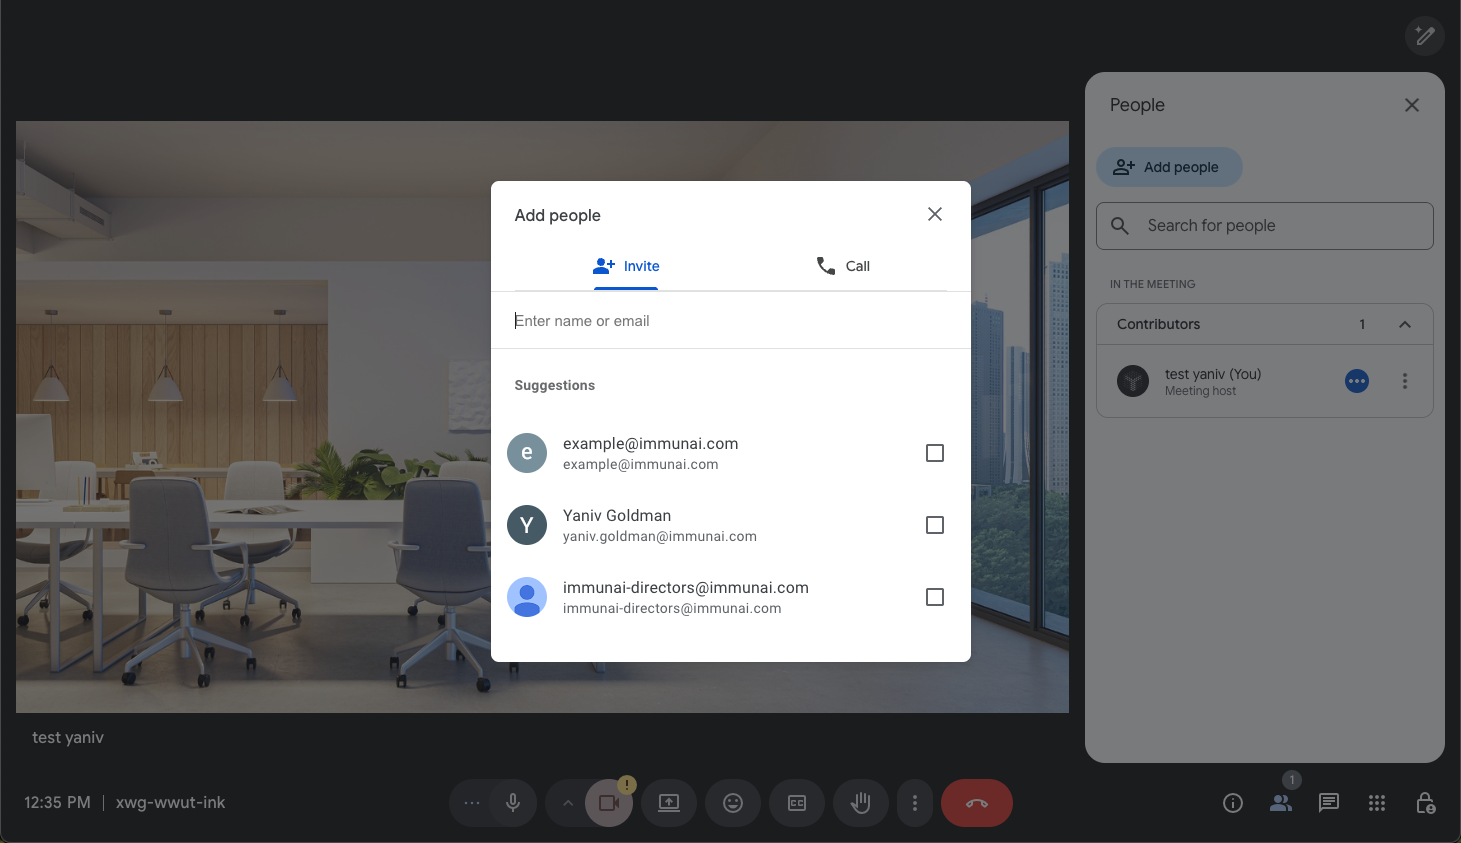 People
Add people
Search for people
IN THE MEETING
Contributors 1
test yaniv (You)
Meeting host
Add people
Invite
Call
Enter name or email
Suggestions
e
example@immunai.com
example@immunai.com
Y
Yaniv Goldman
yaniv.goldman@immunai.com
immunai-directors@immunai.com
immunai-directors@immunai.com
test yaniv
12:35 PM | xwg-wwut-ink
!
CC
1